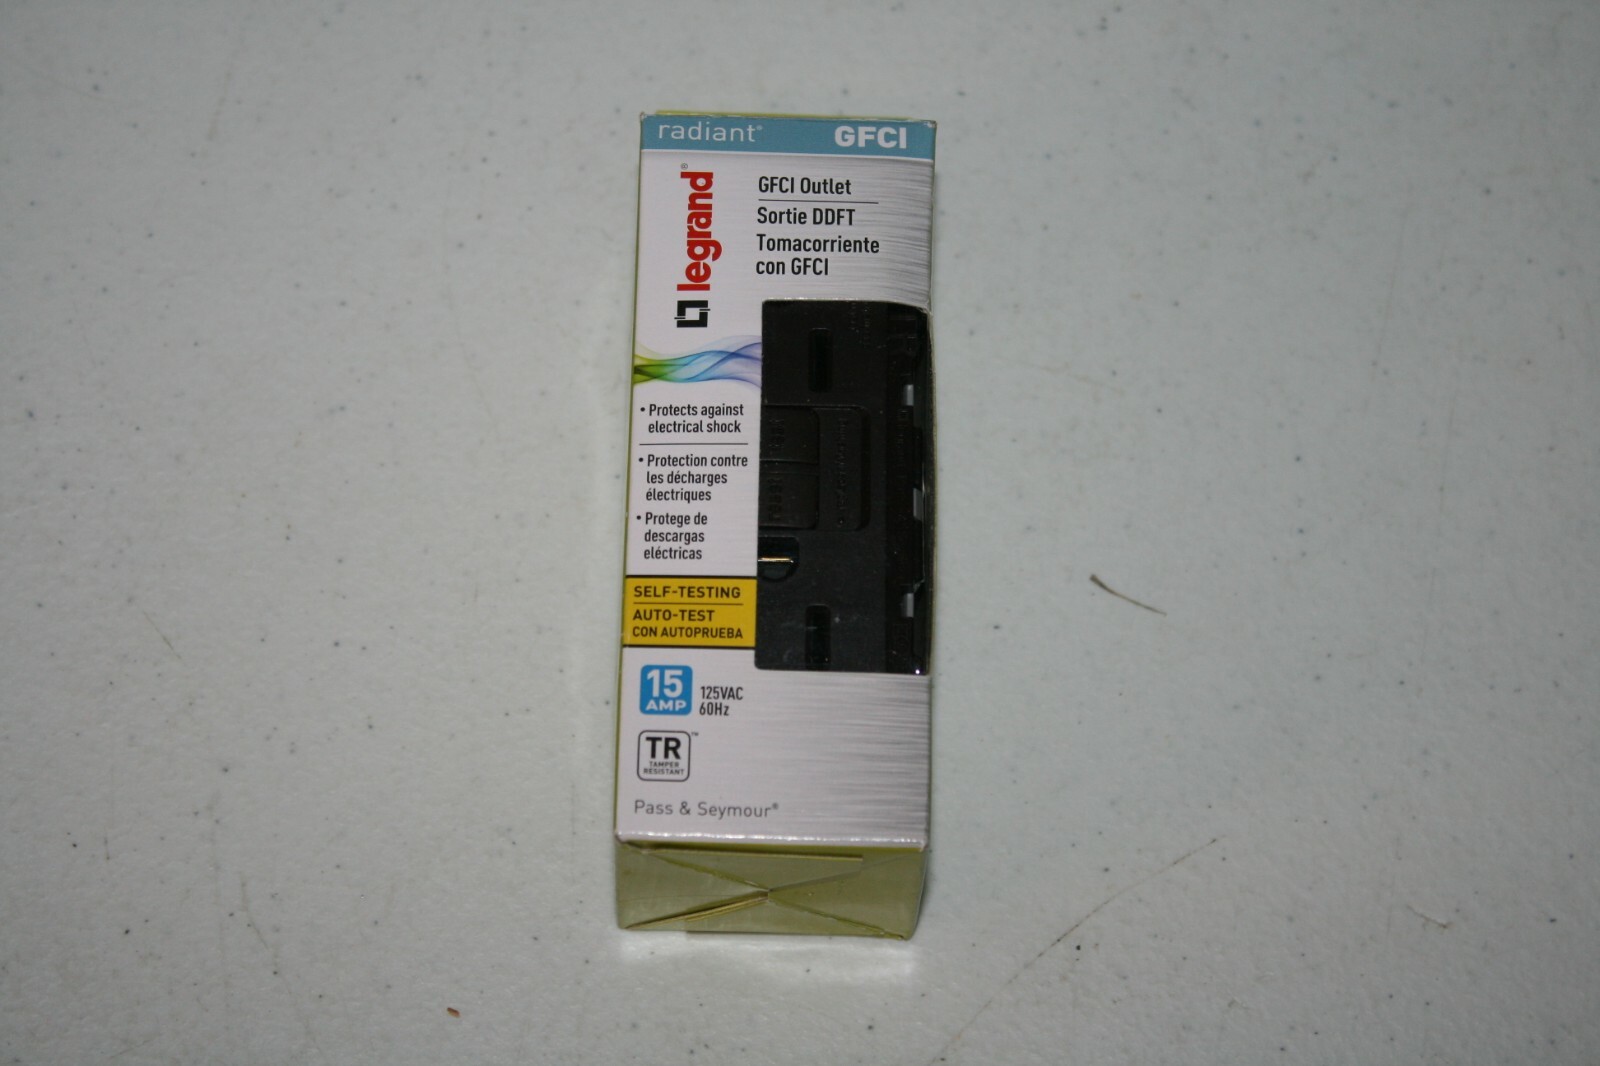 radiant® GFCI
legrand®
GFCI Outlet
Sortie DDFT
Tomacorriente
con GFCI
• Protects against
electrical shock
• Protection contre
les décharges
électriques
• Protege de
descargas
eléctricas
SELF-TESTING
AUTO-TEST
CON AUTOPRUEBA
15
AMP
125VAC
60Hz
TR™
TAMPER
RESISTANT
Pass & Seymour®